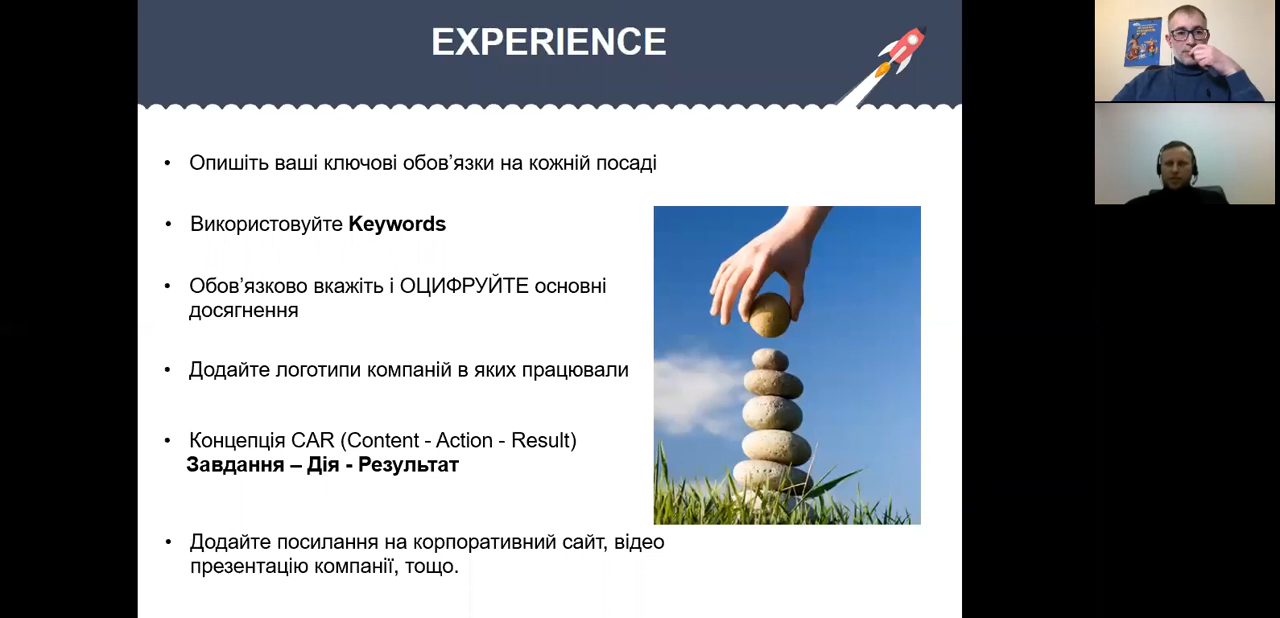 EXPERIENCE
• Опишіть ваші ключові обов’язки на кожній посаді
• Використовуйте Keywords
• Обов’язково вкажіть і ОЦИФРУЙТЕ основні
досягнення
• Додайте логотипи компаній в яких працювали
• Концепція CAR (Content - Action - Result)
Завдання – Дія - Результат
• Додайте посилання на корпоративний сайт, відео
презентацію компанії, тощо.